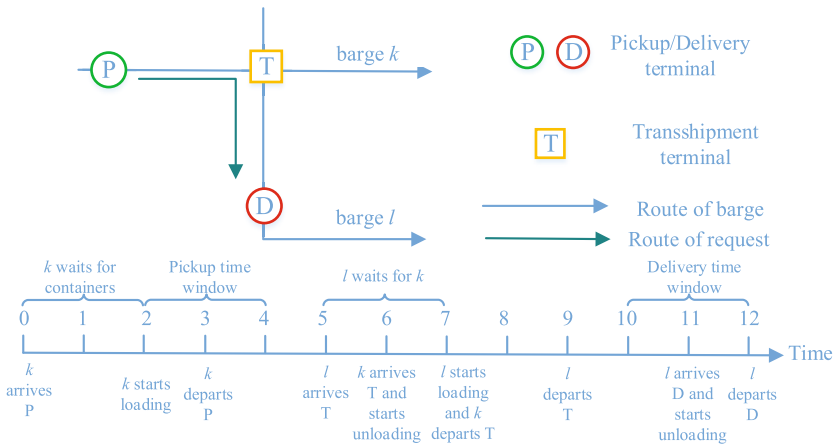 P
T
barge k
P
D
Pickup/Delivery
terminal
T
Transshipment
terminal
D
barge l
Route of barge
Route of request
k waits for
containers
Pickup time
window
l waits for k
Delivery time
window
0 1 2 3 4 5 6 7 8 9 10 11 12
Time
k
arrives
P
k starts
loading
k
departs
P
l
arrives
T
k arrives
T and
starts
unloading
l starts
loading
and k
departs T
l
departs
T
l arrives
D and
starts
unloading
l
departs
D